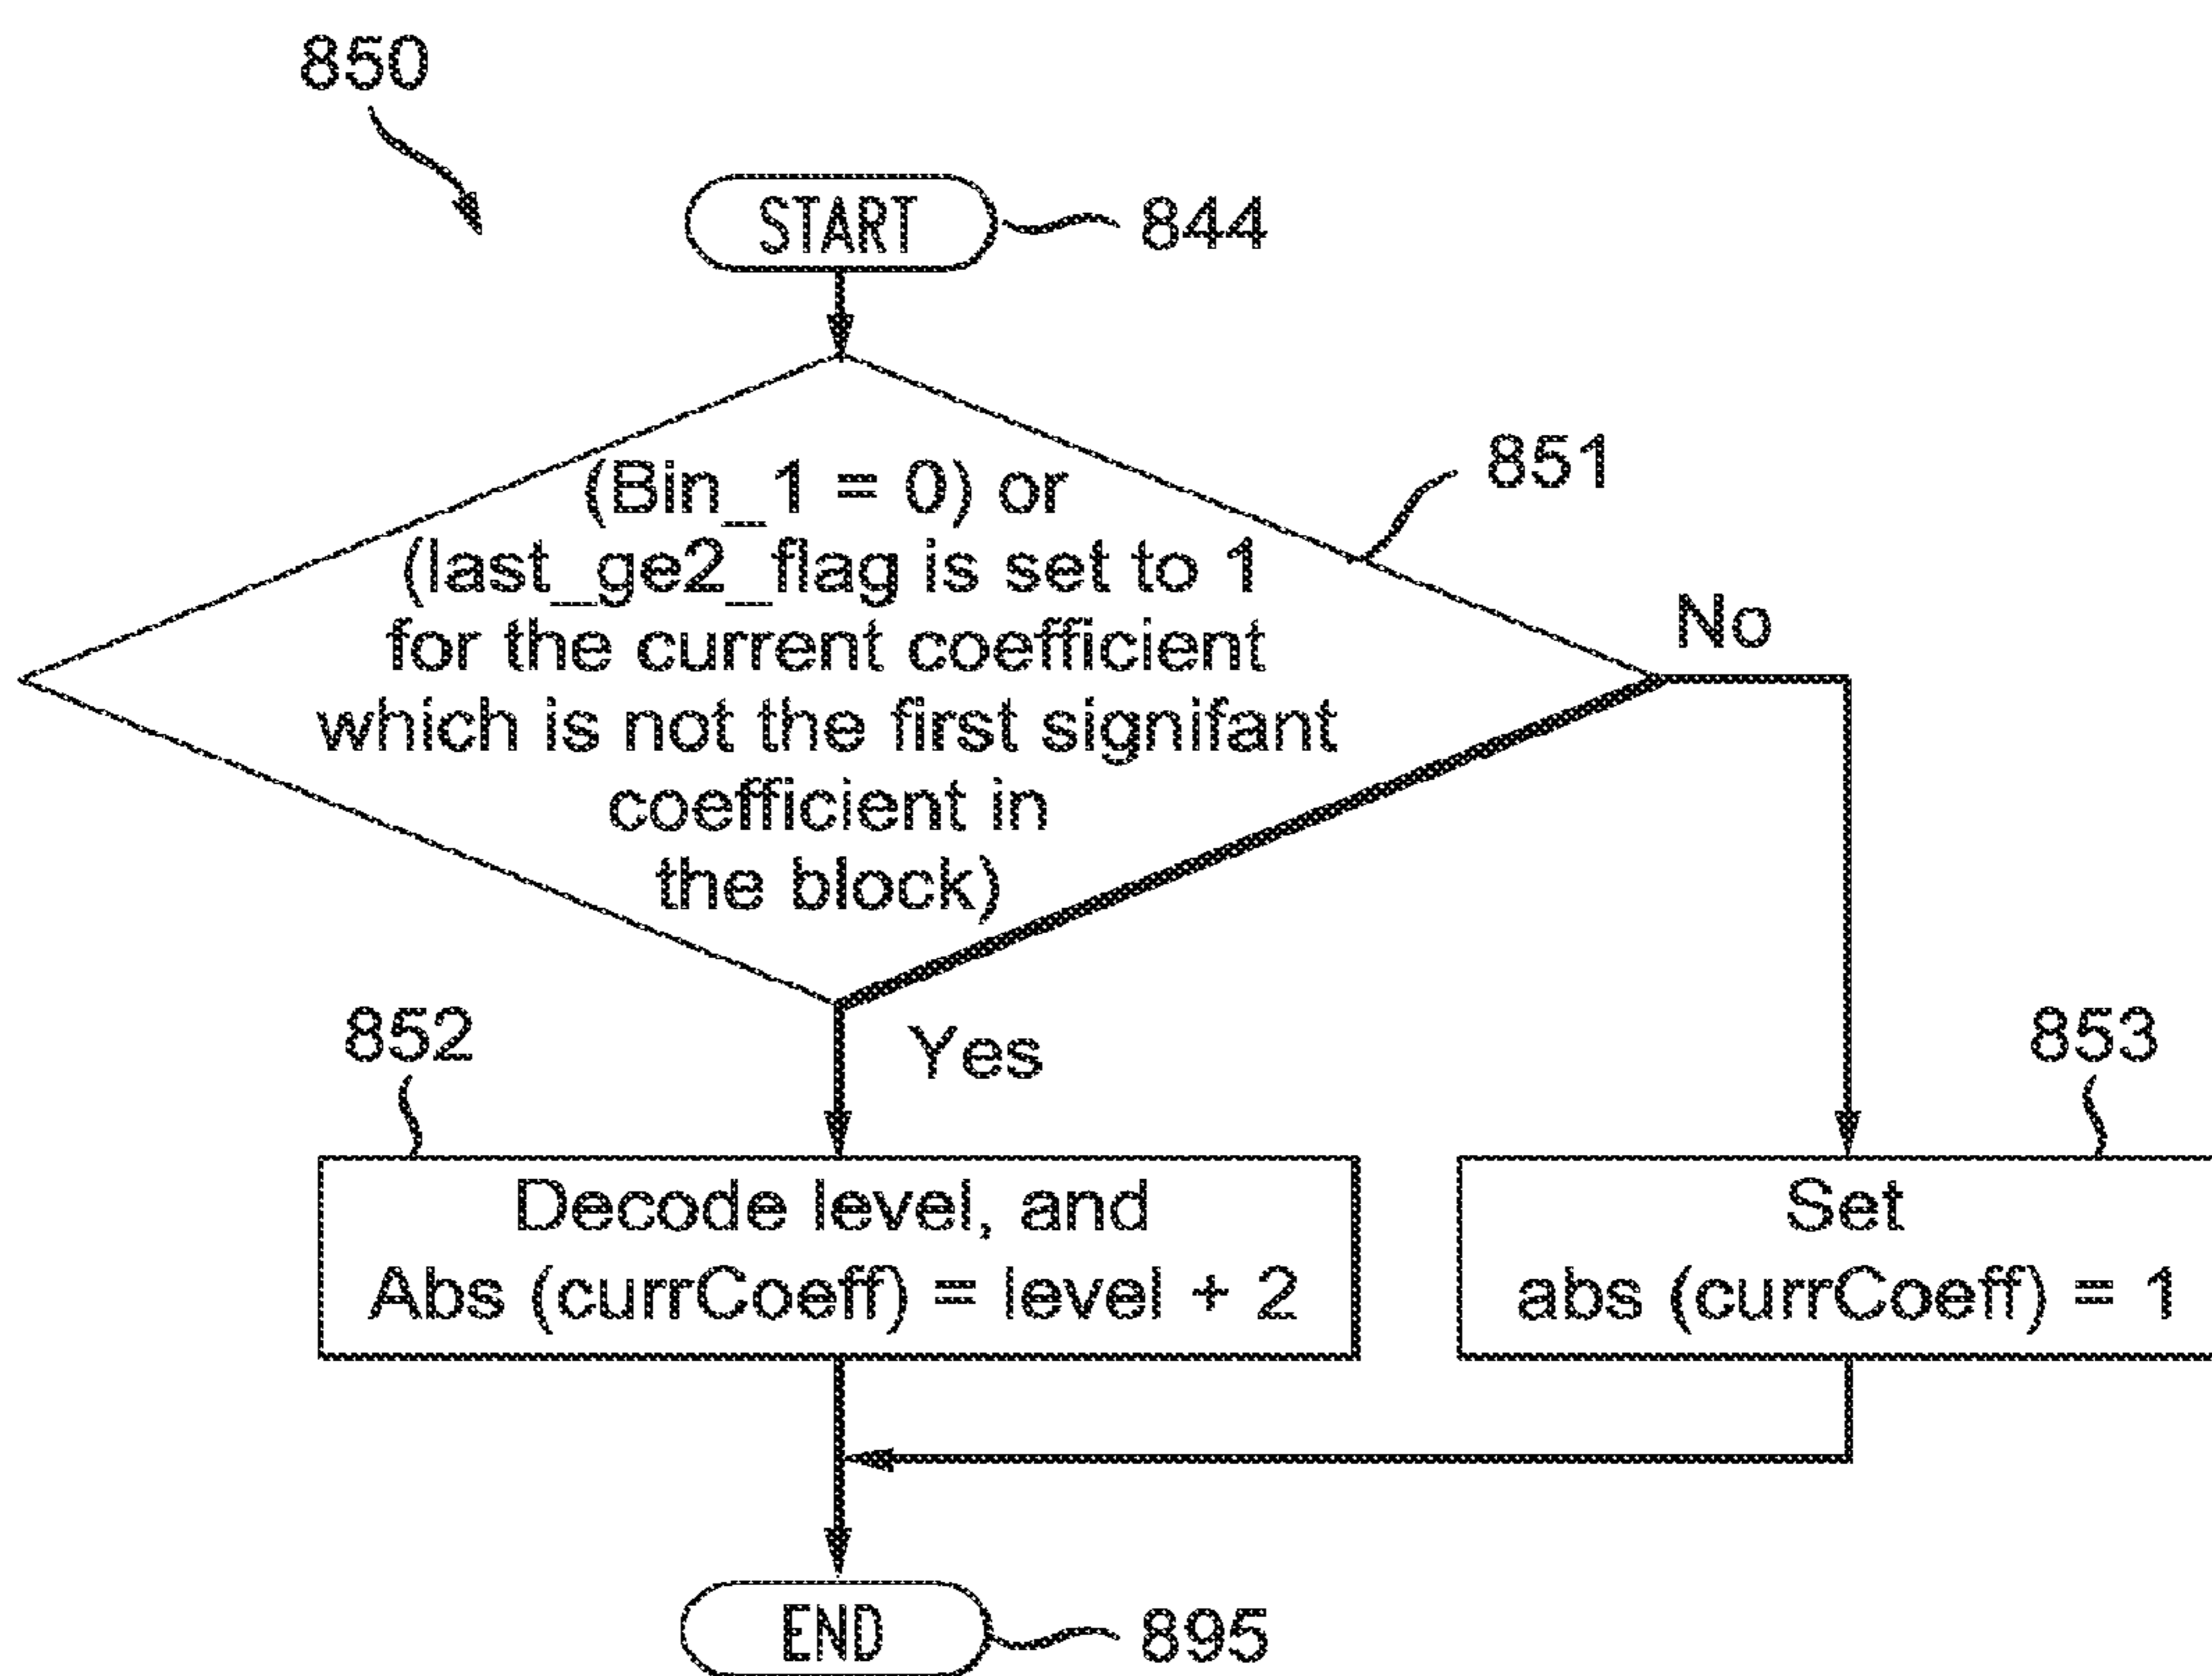 850
START
844
(Bin_1 = 0) or
(last_ge2_flag is set to 1
for the current coefficient
which is not the first signifant
coefficient in
the block)
851
No
Yes
852
Decode level, and
Abs (currCoeff) = level + 2
853
Set
abs (currCoeff) = 1
END
895